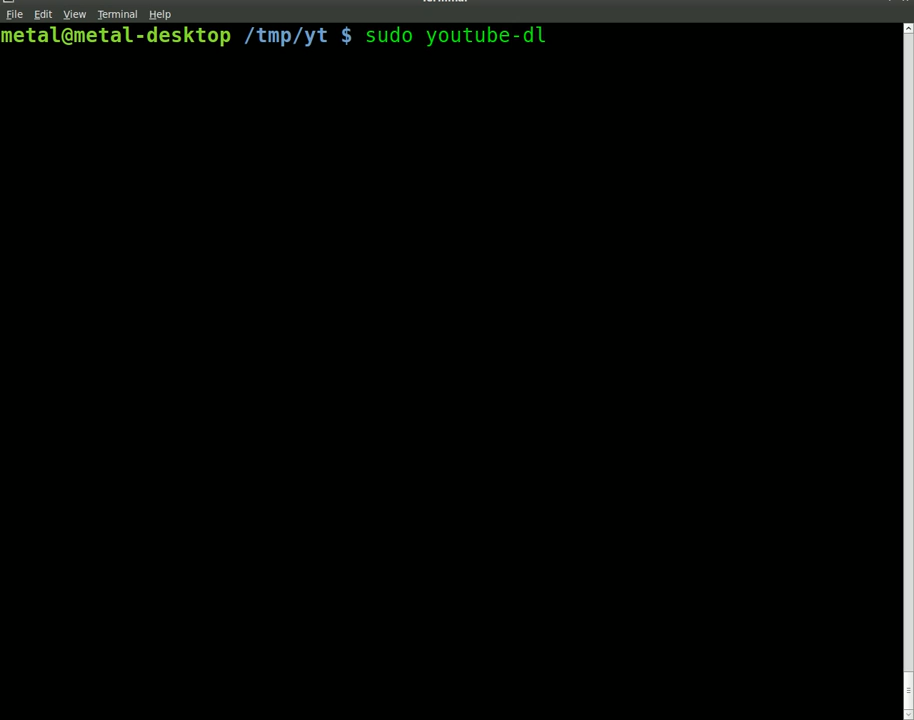 File Edit View Terminal Help
metal@metal-desktop /tmp/yt $ sudo youtube-dl